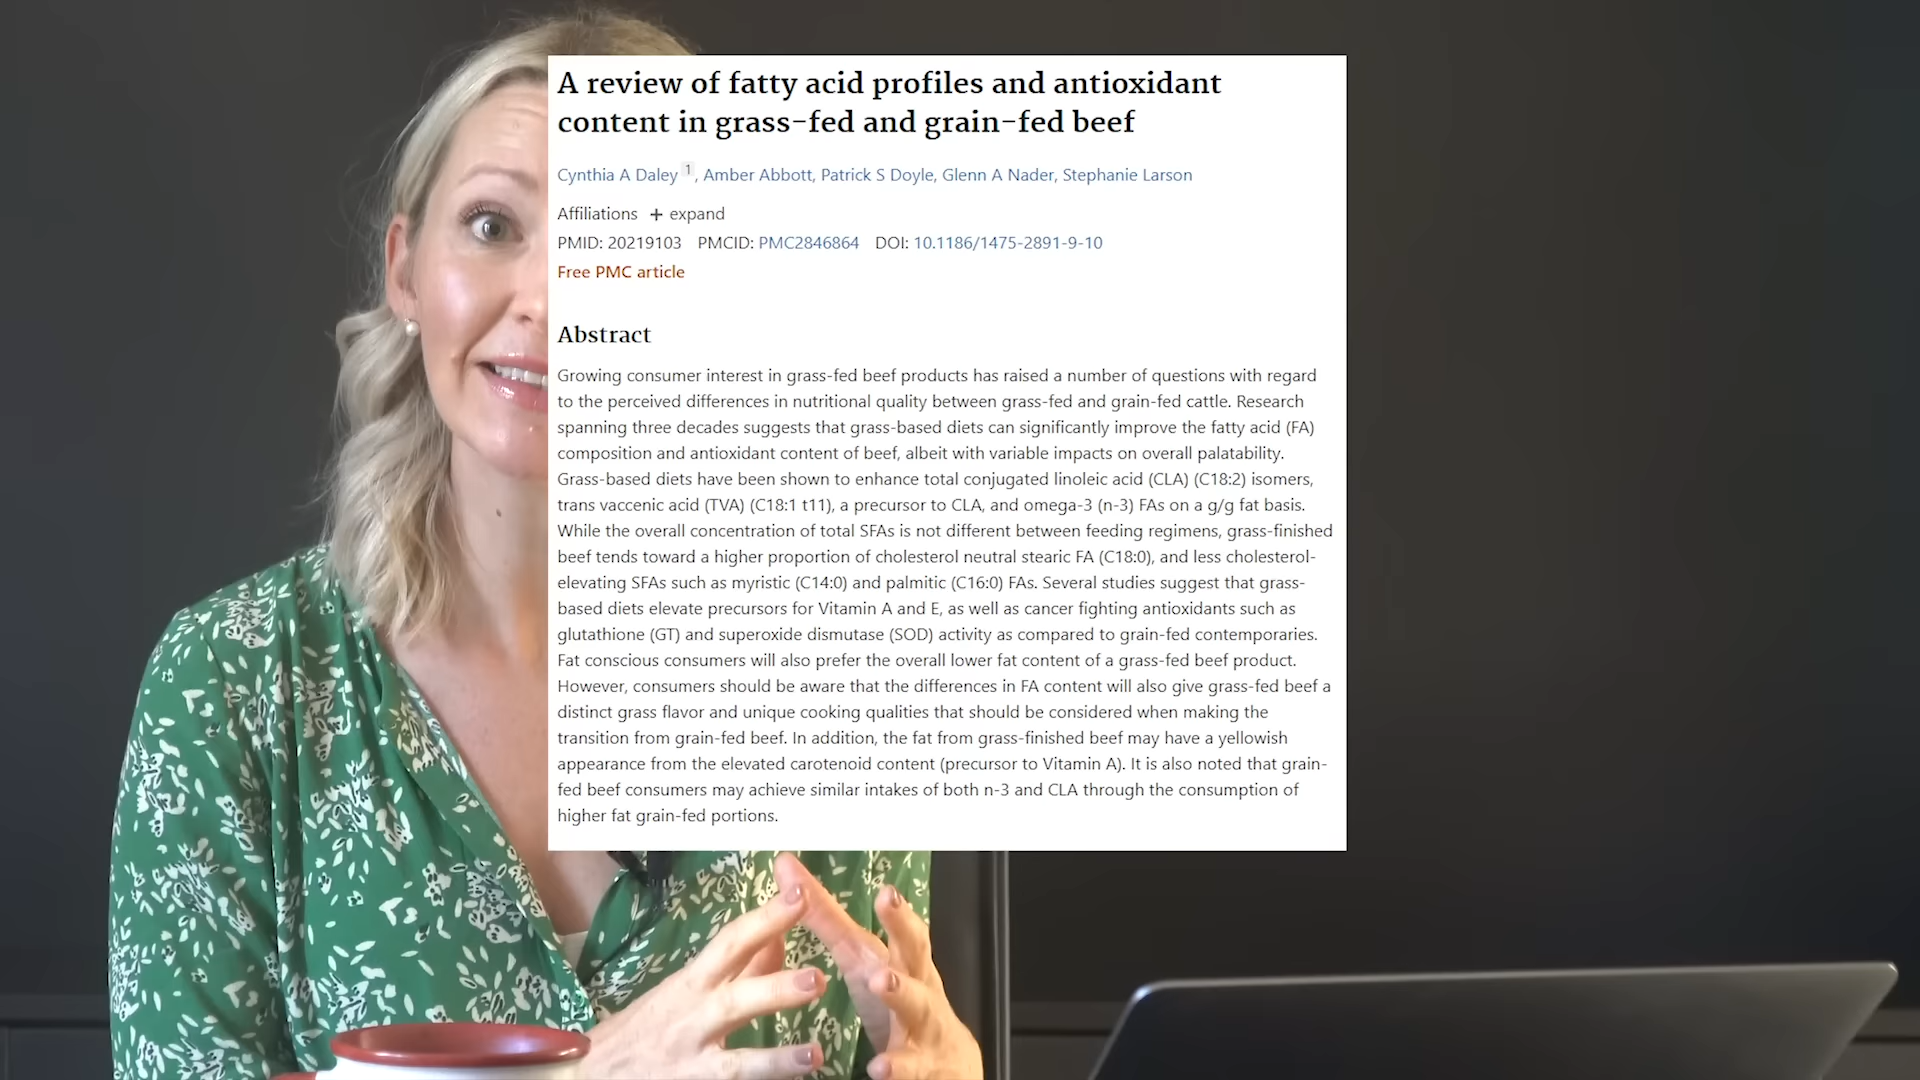 A review of fatty acid profiles and antioxidant
content in grass-fed and grain-fed beef
Cynthia A Daley 1, Amber Abbott, Patrick S Doyle, Glenn A Nader, Stephanie Larson
Affiliations + expand
PMID: 20219103 PMCID: PMC2846864 DOI: 10.1186/1475-2891-9-10
Free PMC article
Abstract
Growing consumer interest in grass-fed beef products has raised a number of questions with regard
to the perceived differences in nutritional quality between grass-fed and grain-fed cattle. Research
spanning three decades suggests that grass-based diets can significantly improve the fatty acid (FA)
composition and antioxidant content of beef, albeit with variable impacts on overall palatability.
Grass-based diets have been shown to enhance total conjugated linoleic acid (CLA) (C18:2) isomers,
trans vaccenic acid (TVA) (C18:1 t11), a precursor to CLA, and omega-3 (n-3) FAs on a g/g fat basis.
While the overall concentration of total SFAs is not different between feeding regimens, grass-finished
beef tends toward a higher proportion of cholesterol neutral stearic FA (C18:0), and less cholesterol-
elevating SFAs such as myristic (C14:0) and palmitic (C16:0) FAs. Several studies suggest that grass-
based diets elevate precursors for Vitamin A and E, as well as cancer fighting antioxidants such as
glutathione (GT) and superoxide dismutase (SOD) activity as compared to grain-fed contemporaries.
Fat conscious consumers will also prefer the overall lower fat content of a grass-fed beef product.
However, consumers should be aware that the differences in FA content will also give grass-fed beef a
distinct grass flavor and unique cooking qualities that should be considered when making the
transition from grain-fed beef. In addition, the fat from grass-finished beef may have a yellowish
appearance from the elevated carotenoid content (precursor to Vitamin A). It is also noted that grain-
fed beef consumers may achieve similar intakes of both n-3 and CLA through the consumption of
higher fat grain-fed portions.